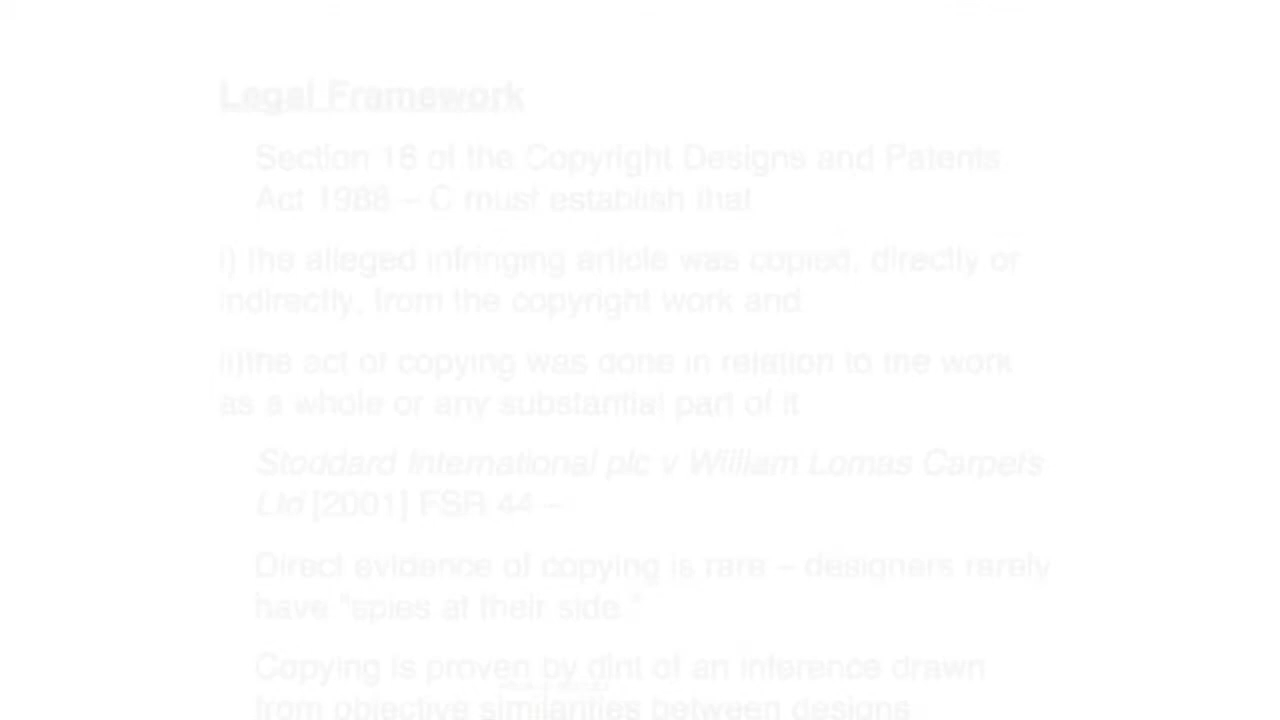 Legal Framework
Section 16 of the Copyright Designs and Patents
Act 1988 – C must establish that
i) the alleged infringing article was copied, directly or
indirectly, from the copyright work and
ii)the act of copying was done in relation to the work
as a whole or any substantial part of it
Stoddard International plc v William Lomas Carpets
Ltd [2001] FSR 44 –
Direct evidence of copying is rare – designers rarely
have "spies at their side."
Copying is proven by dint of an inference drawn
from objective similarities between designs